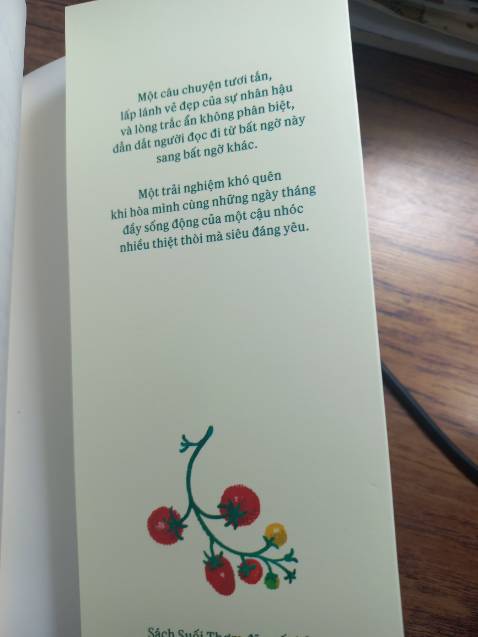 Một câu chuyện tươi tắn,
lấp lánh vẻ đẹp của sự nhân hậu
và lòng trắc ẩn không phân biệt,
dẫn dắt người đọc đi từ bất ngờ này
sang bất ngờ khác.
Một trải nghiệm khó quên
khi hòa mình cùng những ngày tháng
đầy sống động của một cậu nhóc
nhiều thiệt thòi mà siêu đáng yêu.
Sách Suối